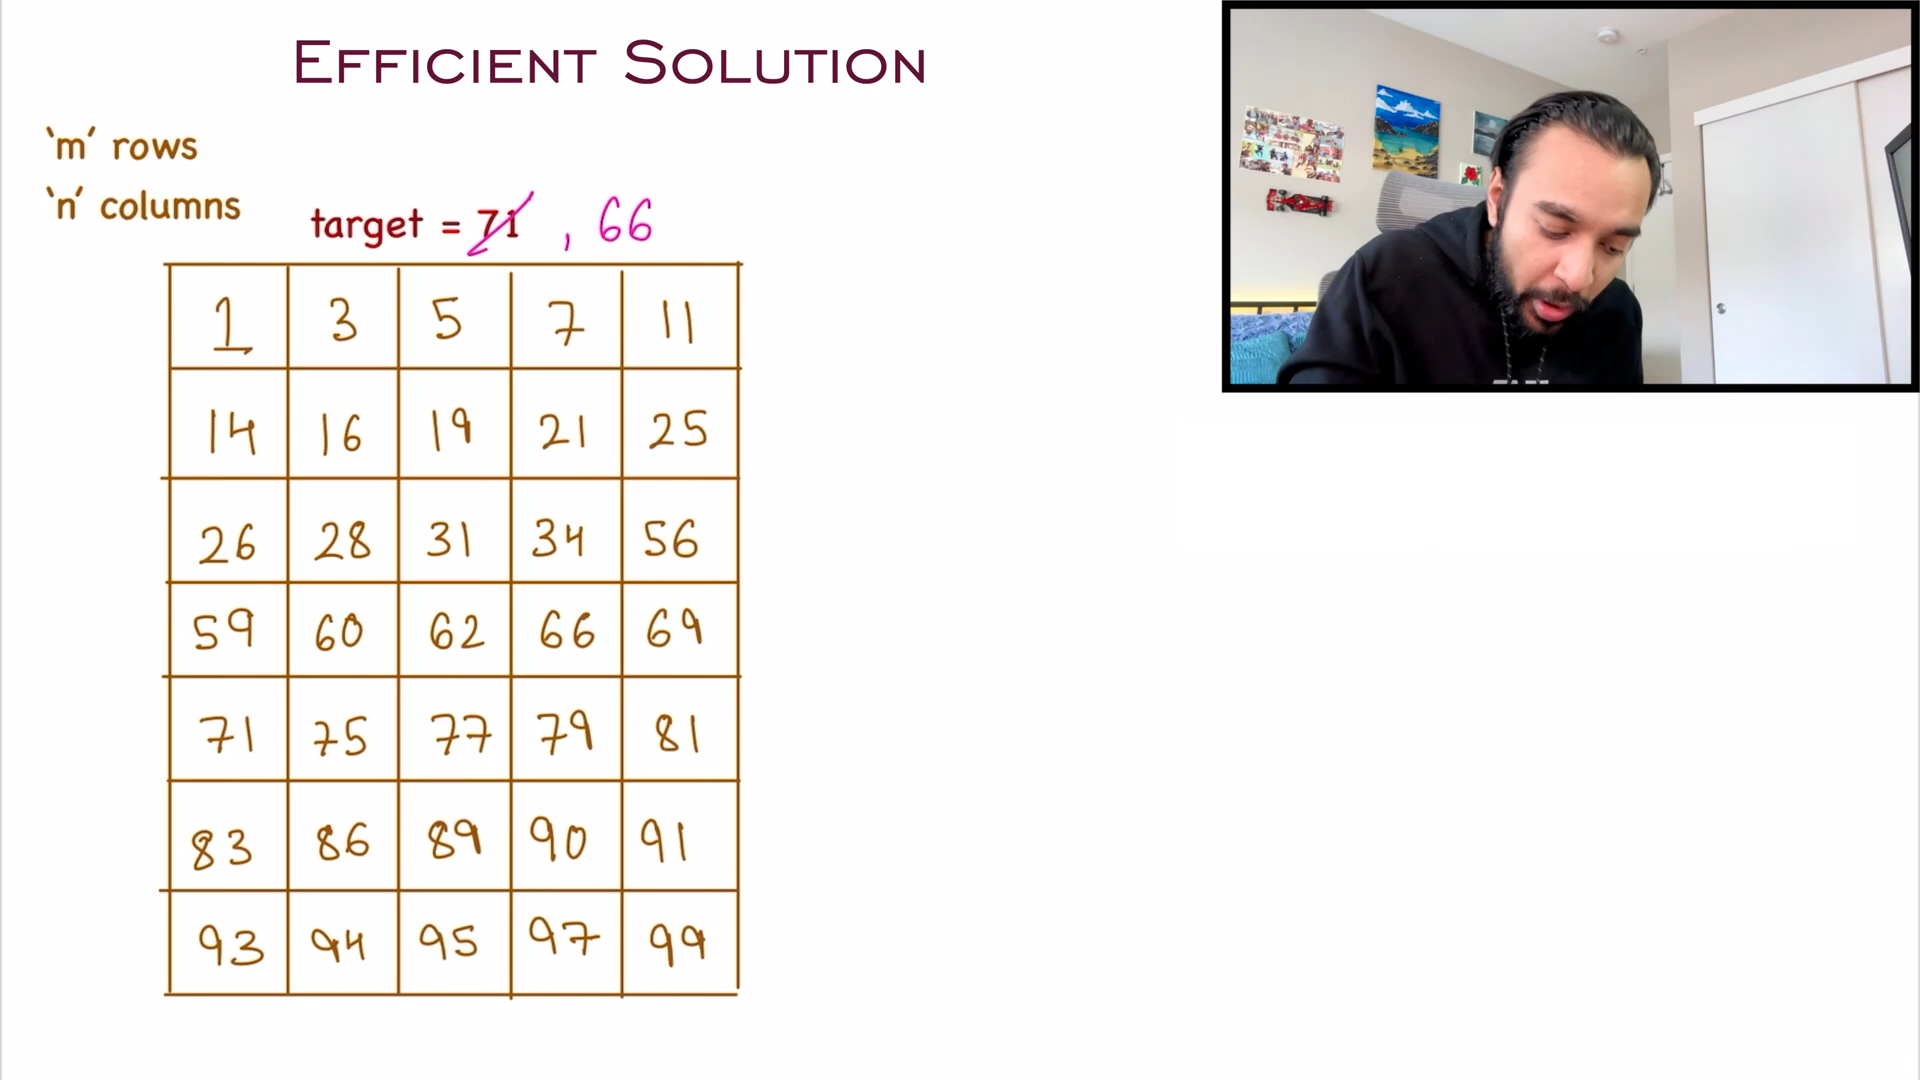 EFFICIENT SOLUTION
'm' rows
'n' columns
target = 71 , 66
1 3 5 7 11
14 16 19 21 25
26 28 31 34 56
59 60 62 66 69
71 75 77 79 81
83 86 89 90 91
93 94 95 97 99